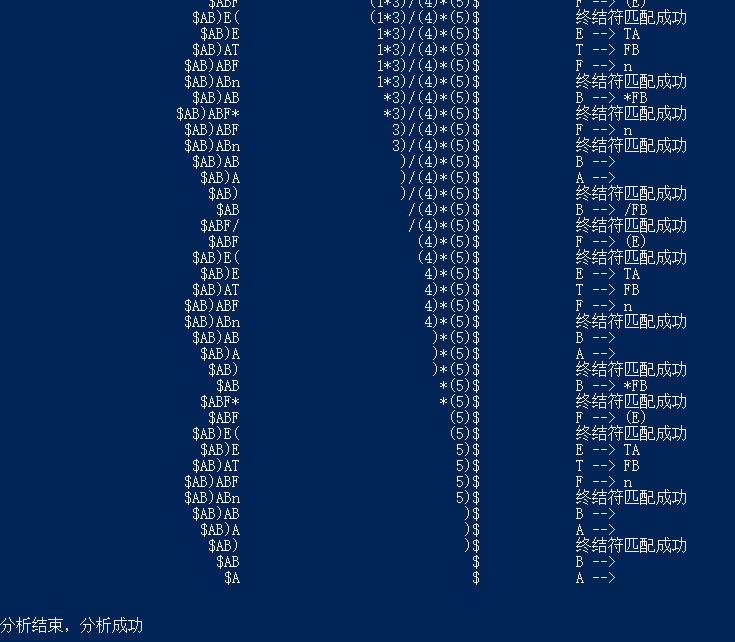 $ABF (1*3)/(4)*(5)$ F --> (E)
$AB)E( (1*3)/(4)*(5)$ 终结符匹配成功
$AB)E 1*3)/(4)*(5)$ E --> TA
$AB)AT 1*3)/(4)*(5)$ T --> FB
$AB)ABF 1*3)/(4)*(5)$ F --> n
$AB)ABn 1*3)/(4)*(5)$ 终结符匹配成功
$AB)AB *3)/(4)*(5)$ B --> *FB
$AB)ABF* *3)/(4)*(5)$ 终结符匹配成功
$AB)ABF 3)/(4)*(5)$ F --> n
$AB)ABn 3)/(4)*(5)$ 终结符匹配成功
$AB)AB )/(4)*(5)$ B -->
$AB)A )/(4)*(5)$ A -->
$AB) )/(4)*(5)$ 终结符匹配成功
$AB /(4)*(5)$ B --> /FB
$ABF/ /(4)*(5)$ 终结符匹配成功
$ABF (4)*(5)$ F --> (E)
$AB)E( (4)*(5)$ 终结符匹配成功
$AB)E 4)*(5)$ E --> TA
$AB)AT 4)*(5)$ T --> FB
$AB)ABF 4)*(5)$ F --> n
$AB)ABn 4)*(5)$ 终结符匹配成功
$AB)AB )*(5)$ B -->
$AB)A )*(5)$ A -->
$AB) )*(5)$ 终结符匹配成功
$AB *(5)$ B --> *FB
$ABF* *(5)$ 终结符匹配成功
$ABF (5)$ F --> (E)
$AB)E( (5)$ 终结符匹配成功
$AB)E 5)$ E --> TA
$AB)AT 5)$ T --> FB
$AB)ABF 5)$ F --> n
$AB)ABn 5)$ 终结符匹配成功
$AB)AB )$ B -->
$AB)A )$ A -->
$AB) )$ 终结符匹配成功
$AB $ B -->
$A $ A -->
分析结束，分析成功